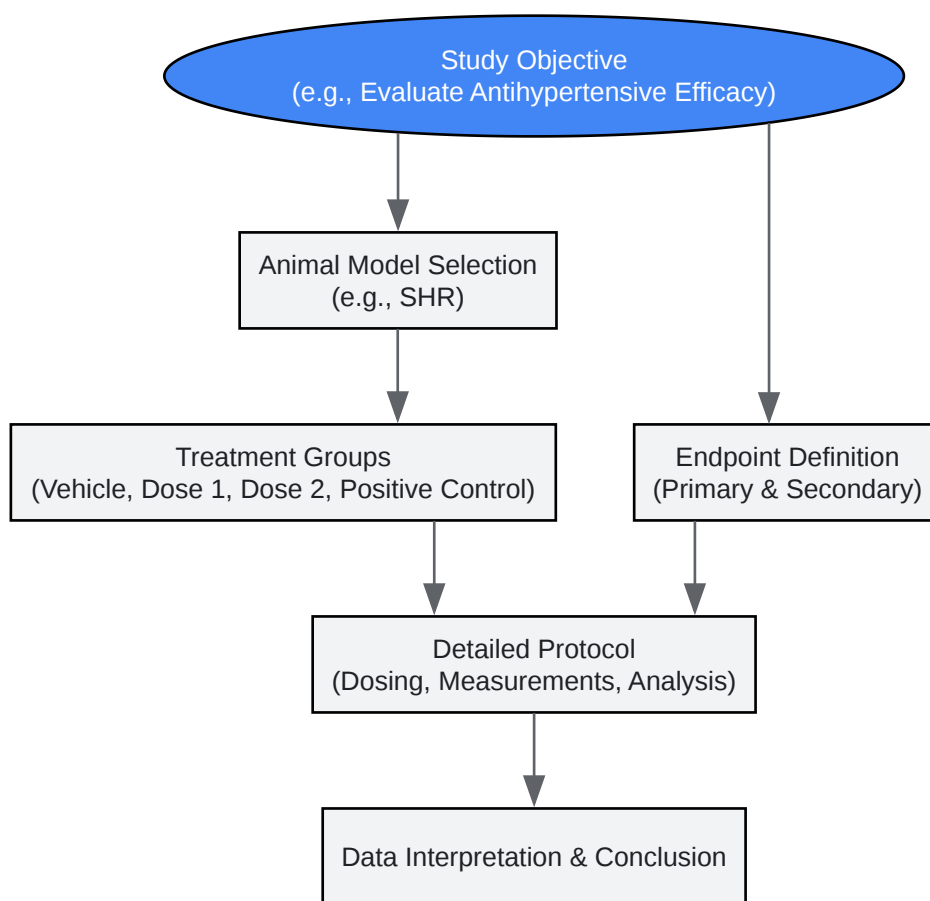 Study Objective
(e.g., Evaluate Antihypertensive Efficacy)
Animal Model Selection
(e.g., SHR)
Treatment Groups
(Vehicle, Dose 1, Dose 2, Positive Control)
Endpoint Definition
(Primary & Secondary)
Detailed Protocol
(Dosing, Measurements, Analysis)
Data Interpretation & Conclusion